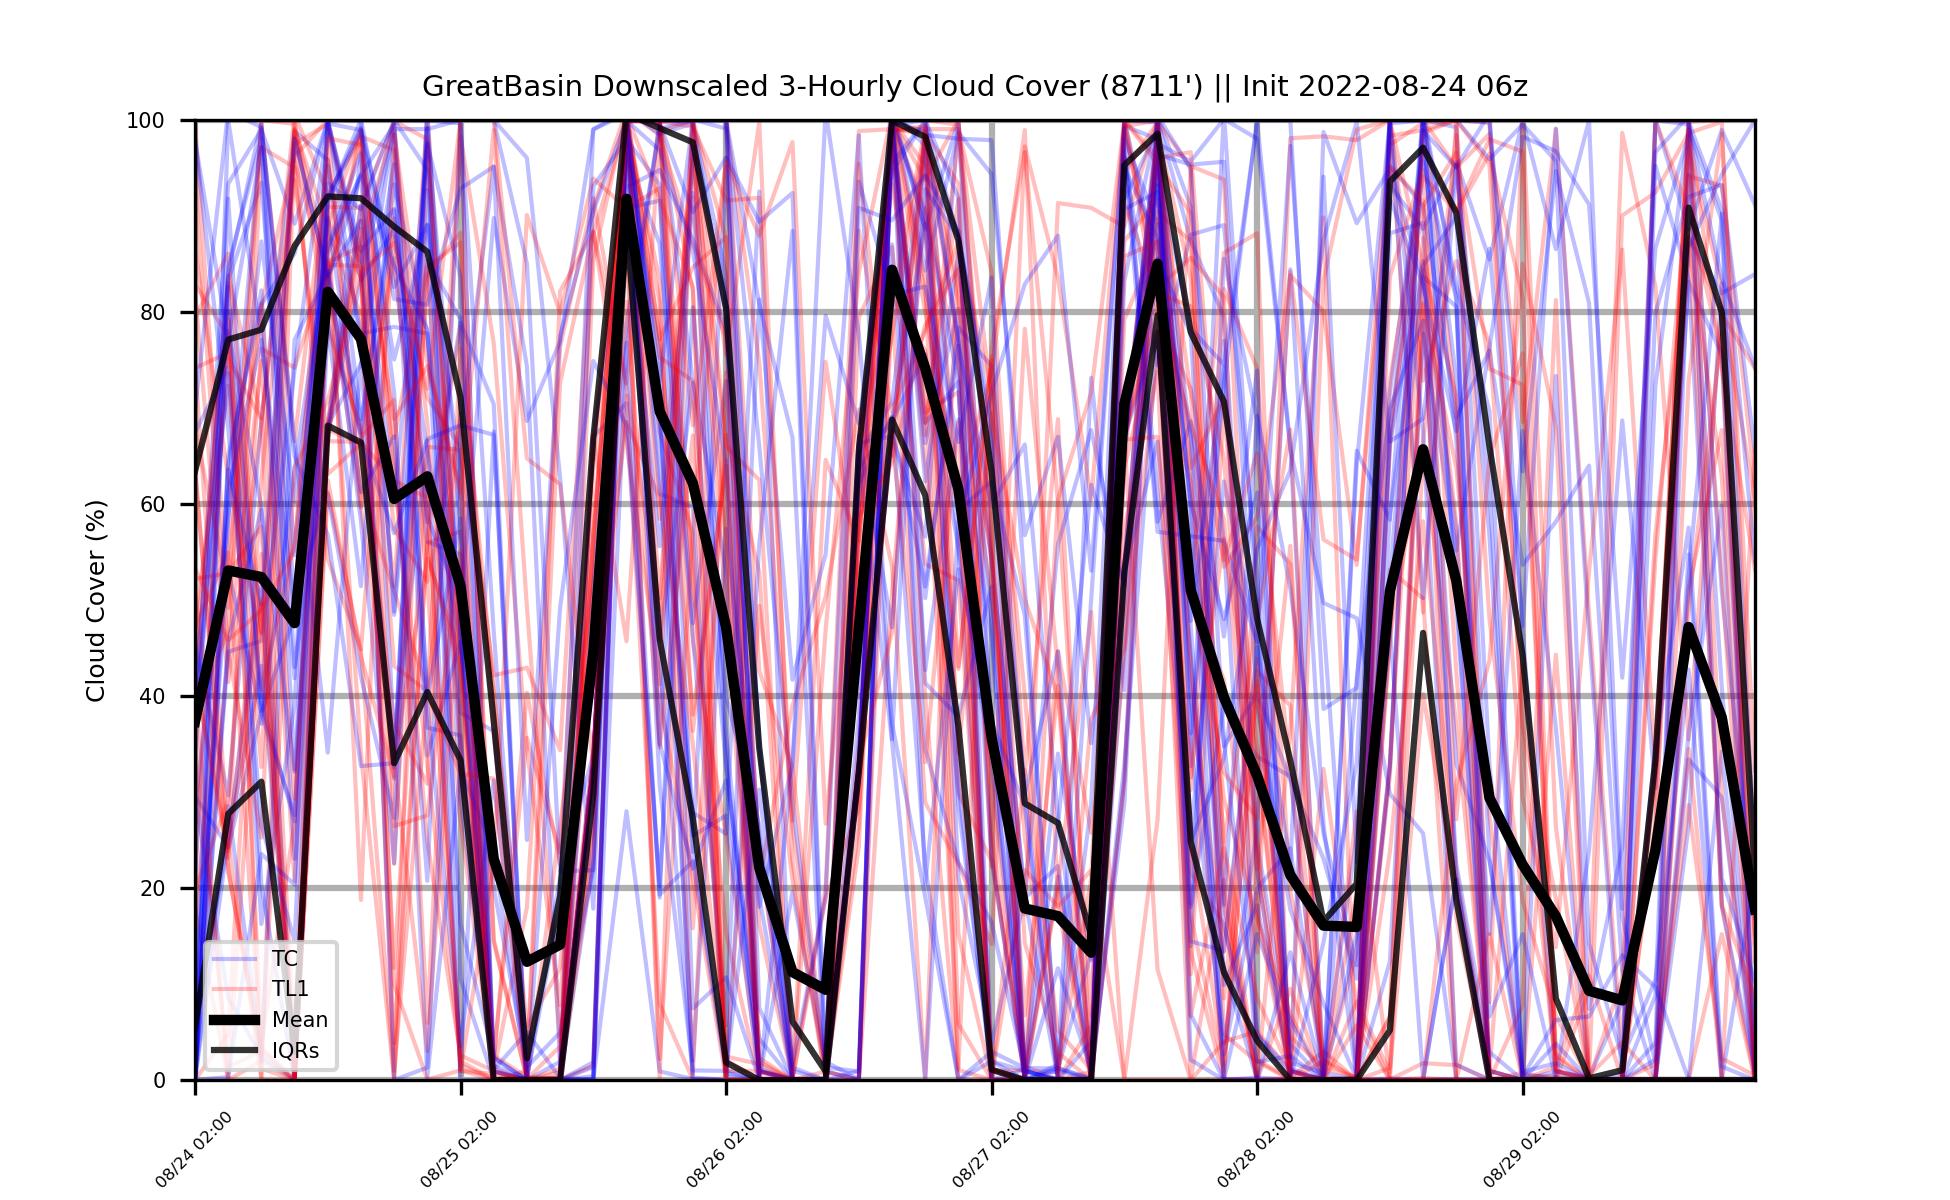 GreatBasin Downscaled 3-Hourly Cloud Cover (8711') || Init 2022-08-24 06z
Cloud Cover (%)
100
80
60
40
20
0
TC
TL1
Mean
IQRs
08/24 02:00
08/25 02:00
08/26 02:00
08/27 02:00
08/28 02:00
08/29 02:00